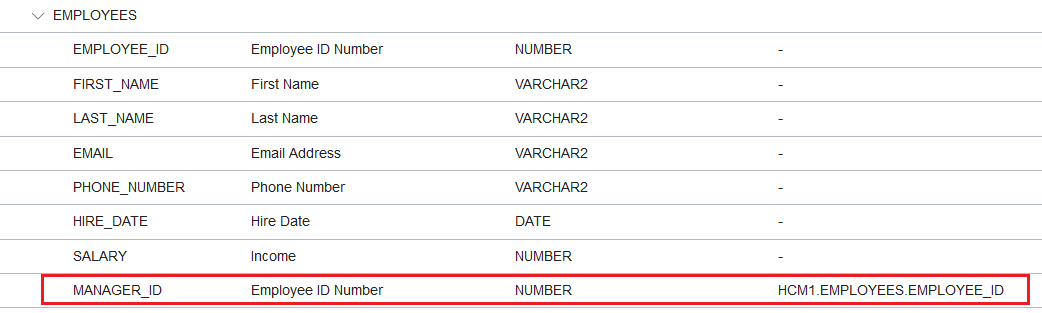 EMPLOYEES
EMPLOYEE_ID Employee ID Number NUMBER -
FIRST_NAME First Name VARCHAR2 -
LAST_NAME Last Name VARCHAR2 -
EMAIL Email Address VARCHAR2 -
PHONE_NUMBER Phone Number VARCHAR2 -
HIRE_DATE Hire Date DATE -
SALARY Income NUMBER -
MANAGER_ID Employee ID Number NUMBER HCM1.EMPLOYEES.EMPLOYEE_ID